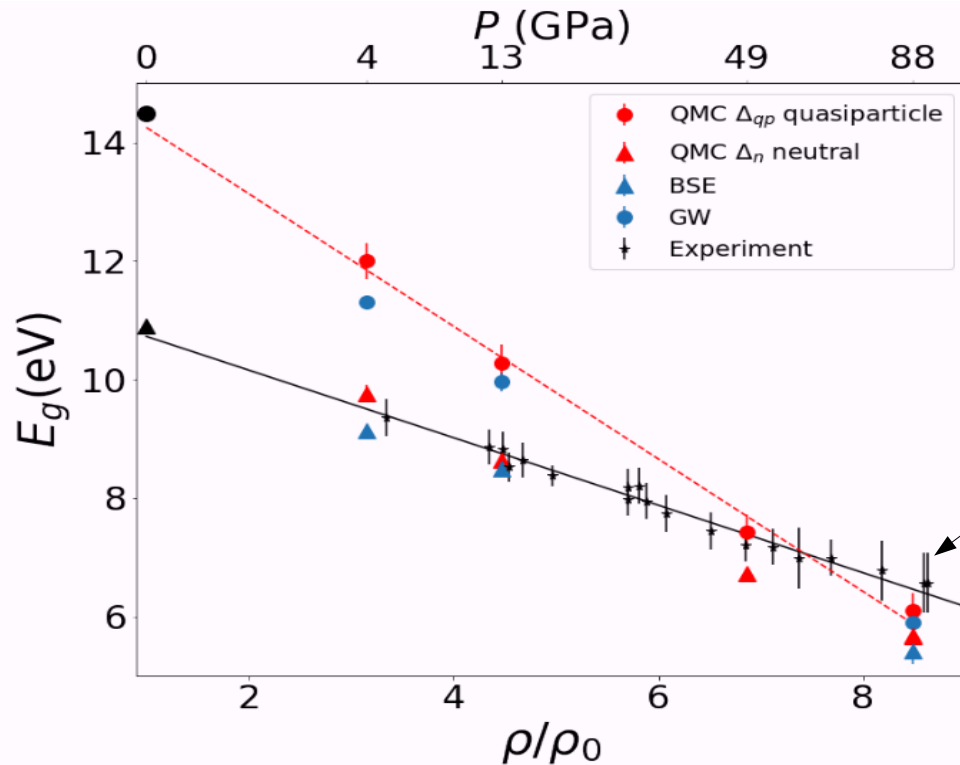 P (GPa)
0 4 13 49 88
14
12
10
8
6
E_g(eV)
QMC Δ_qp quasiparticle
QMC Δ_n neutral
BSE
GW
Experiment
2 4 6 8
ρ/ρ₀